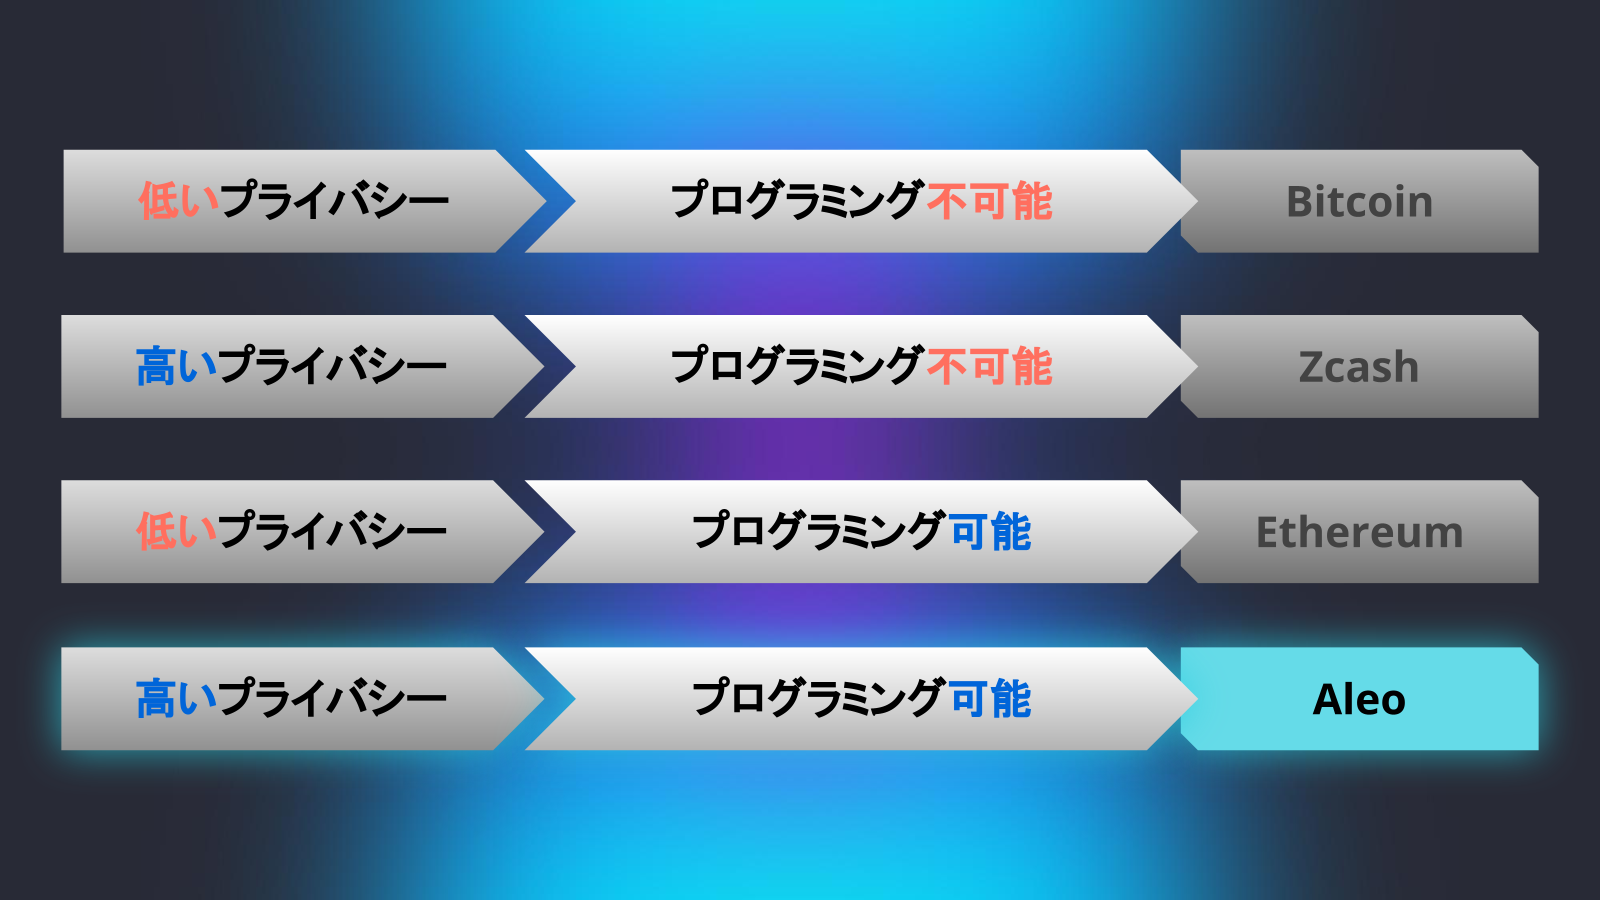 低いプライバシー プログラミング不可能 Bitcoin
高いプライバシー プログラミング不可能 Zcash
低いプライバシー プログラミング可能 Ethereum
高いプライバシー プログラミング可能 Aleo